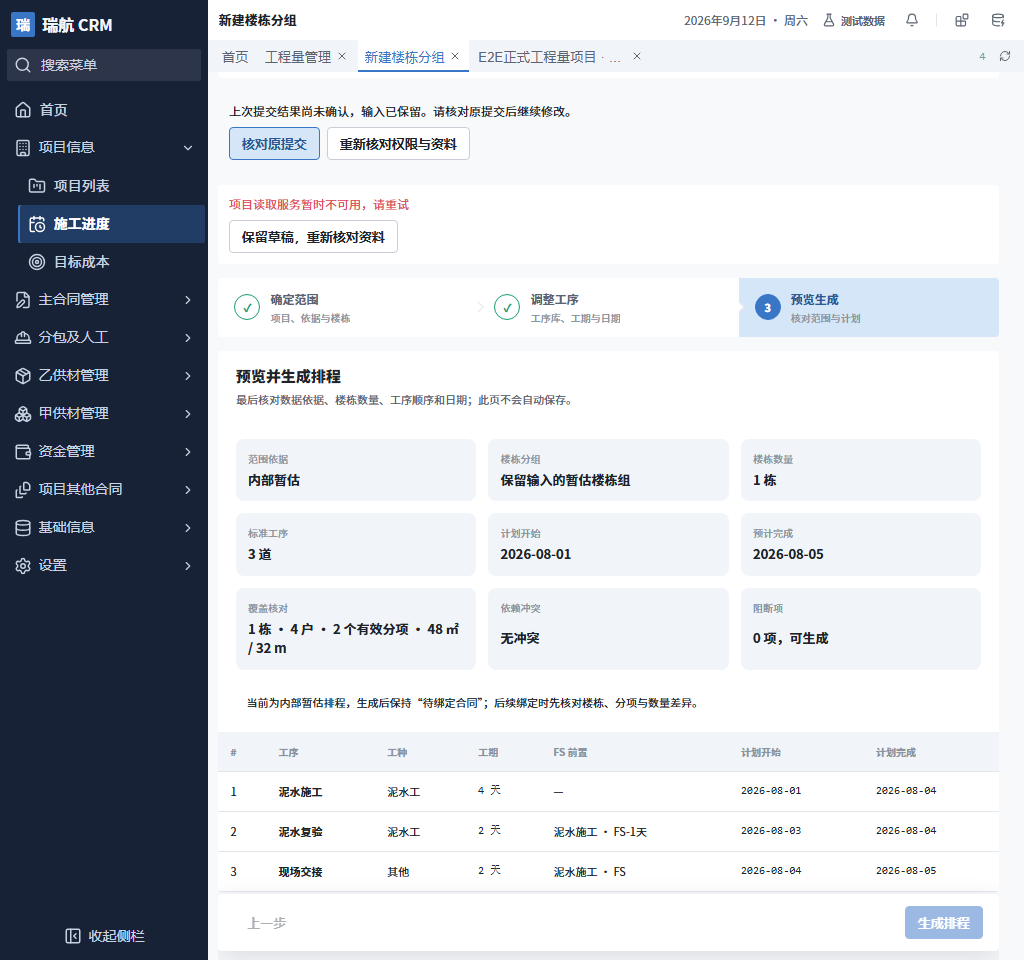 瑞 瑞航 CRM
搜索菜单
首页
项目信息
项目列表
施工进度
目标成本
主合同管理
分包及人工
乙供材管理
甲供材管理
资金管理
项目其他合同
基础信息
设置
收起侧栏
新建楼栋分组
2026年9月12日 · 周六 测试数据
首页 工程量管理 × 新建楼栋分组 × E2E正式工程量项目 · … × 4
上次提交结果尚未确认，输入已保留。请核对原提交后继续修改。
核对原提交 重新核对权限与资料
项目读取服务暂时不可用，请重试
保留草稿，重新核对资料
✓ 确定范围
项目、依据与楼栋
✓ 调整工序
工序库、工期与日期
3 预览生成
核对范围与计划
预览并生成排程
最后核对数据依据、楼栋数量、工序顺序和日期；此页不会自动保存。
范围依据
内部暂估
楼栋分组
保留输入的暂估楼栋组
楼栋数量
1 栋
标准工序
3 道
计划开始
2026-08-01
预计完成
2026-08-05
覆盖核对
1 栋 · 4 户 · 2 个有效分项 · 48 ㎡
/ 32 m
依赖冲突
无冲突
阻断项
0 项，可生成
当前为内部暂估排程，生成后保持“待绑定合同”；后续绑定时先核对楼栋、分项与数量差异。
# 工序 工种 工期 FS 前置 计划开始 计划完成
1 泥水施工 泥水工 4 天 — 2026-08-01 2026-08-04
2 泥水复验 泥水工 2 天 泥水施工 · FS-1天 2026-08-03 2026-08-04
3 现场交接 其他 2 天 泥水施工 · FS 2026-08-04 2026-08-05
上一步 生成排程